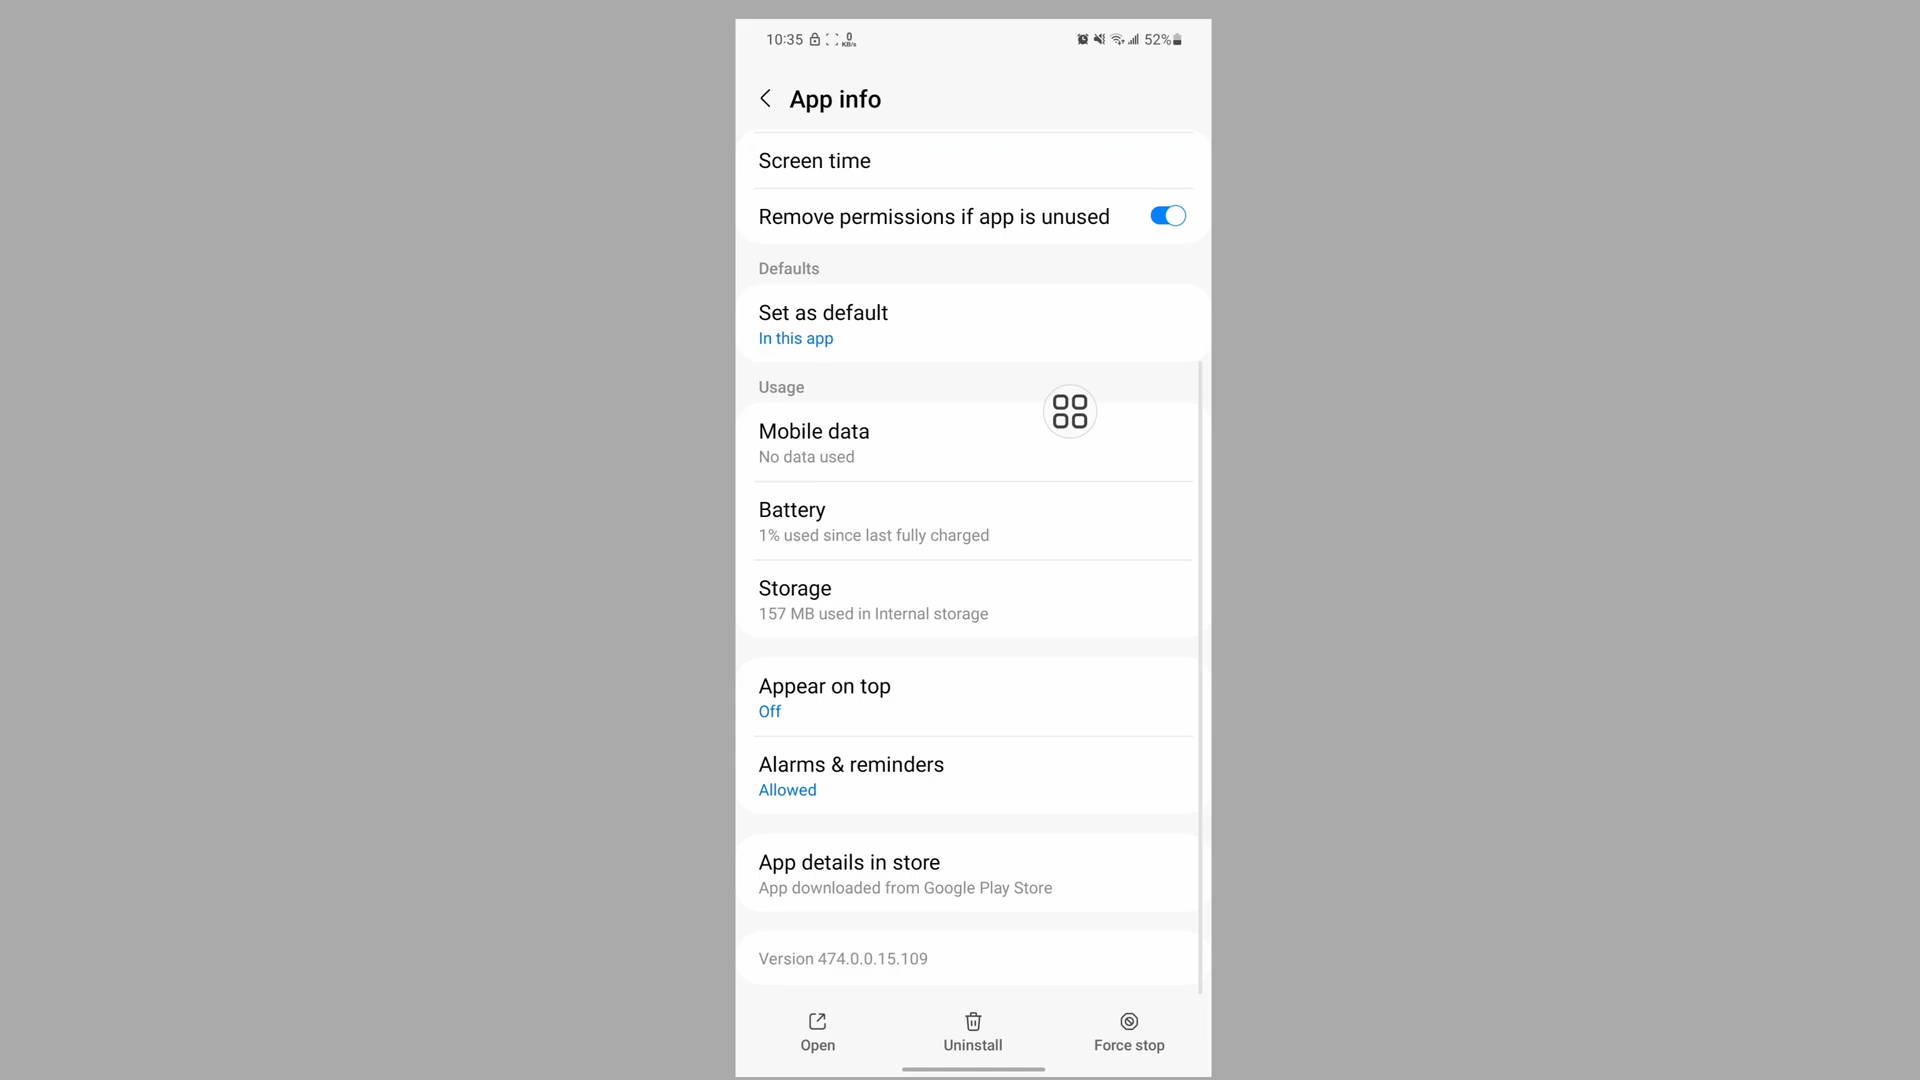 10:35 0 KB/s 52%
App info
Screen time
Remove permissions if app is unused
Defaults
Set as default
In this app
Usage
Mobile data
No data used
Battery
1% used since last fully charged
Storage
157 MB used in Internal storage
Appear on top
Off
Alarms & reminders
Allowed
App details in store
App downloaded from Google Play Store
Version 474.0.0.15.109
Open Uninstall Force stop